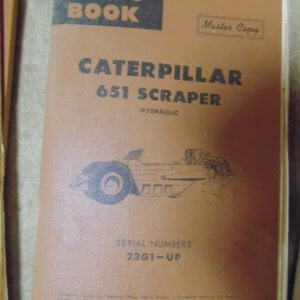 BOOK
Master Copy
CATERPILLAR
651 SCRAPER
HYDRAULIC
SERIAL NUMBERS
23G1-UP